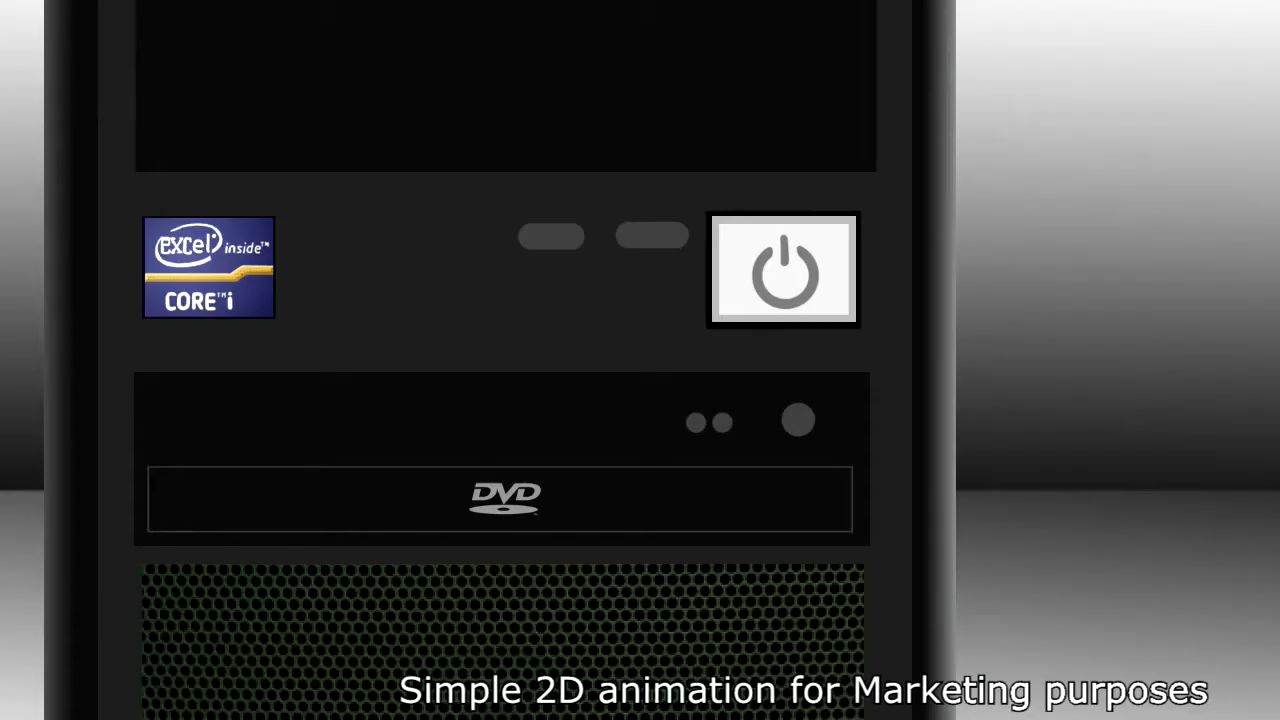 excel inside™
CORE™i
DVD
Simple 2D animation for Marketing purposes